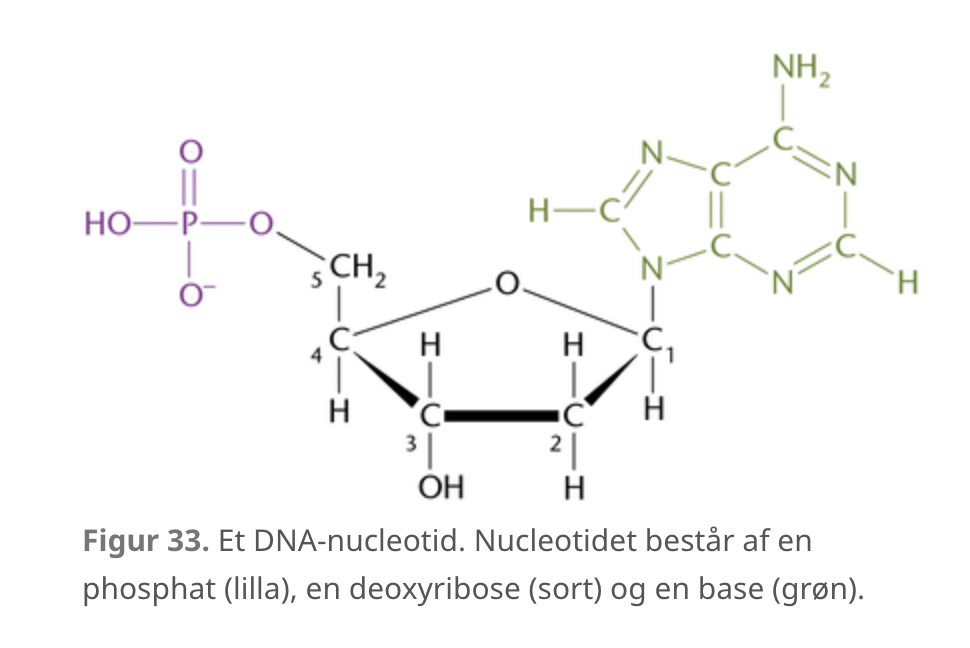 NH2
O
N
C
C
N
HO
P
O
H
C
O-
5
CH2
C
C
N
N
H
O
4
C
H
H
C
1
H
C
C
H
3
2
OH
H
Figur 33. Et DNA-nucleotid. Nucleotidet består af en
phosphat (lilla), en deoxyribose (sort) og en base (grøn).